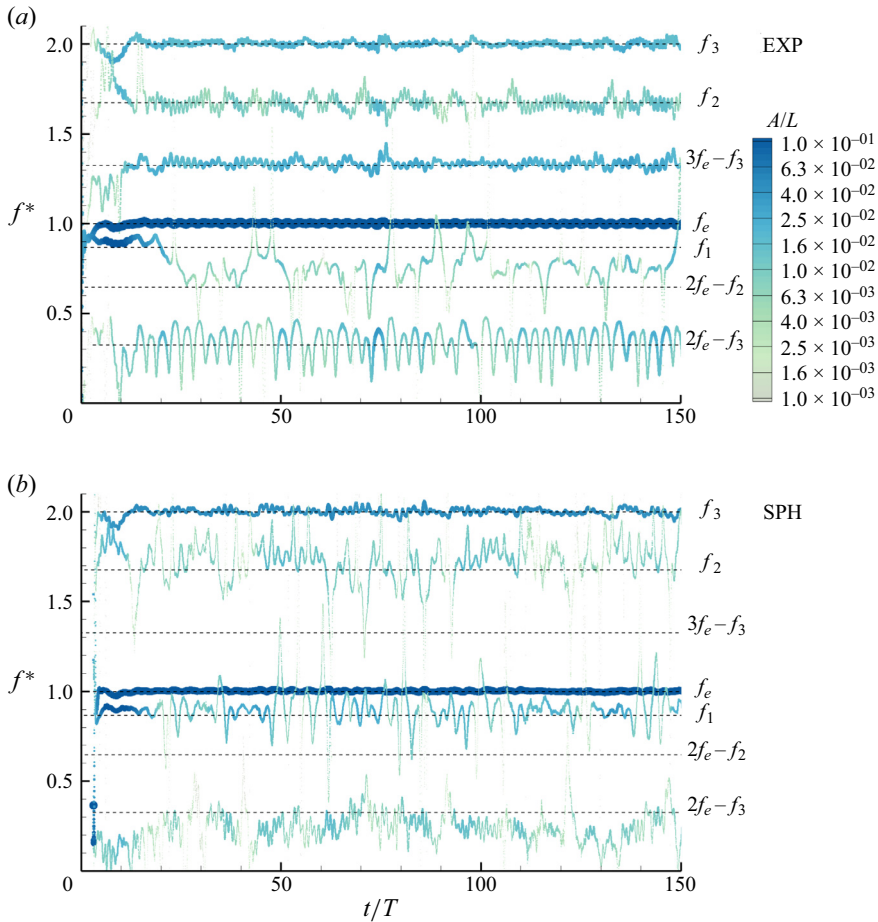 (a)
2.0
1.5
1.0
0.5
0
f*
50
100
150
f₃
f₂
3fₑ−f₃
fₑ
f₁
2fₑ−f₂
2fₑ−f₃
EXP
A/L
1.0 × 10⁻⁰¹
6.3 × 10⁻⁰²
4.0 × 10⁻⁰²
2.5 × 10⁻⁰²
1.6 × 10⁻⁰²
1.0 × 10⁻⁰²
6.3 × 10⁻⁰³
4.0 × 10⁻⁰³
2.5 × 10⁻⁰³
1.6 × 10⁻⁰³
1.0 × 10⁻⁰³
(b)
2.0
1.5
1.0
0.5
0
f*
50
100
150
t/T
f₃
f₂
3fₑ−f₃
fₑ
f₁
2fₑ−f₂
2fₑ−f₃
SPH